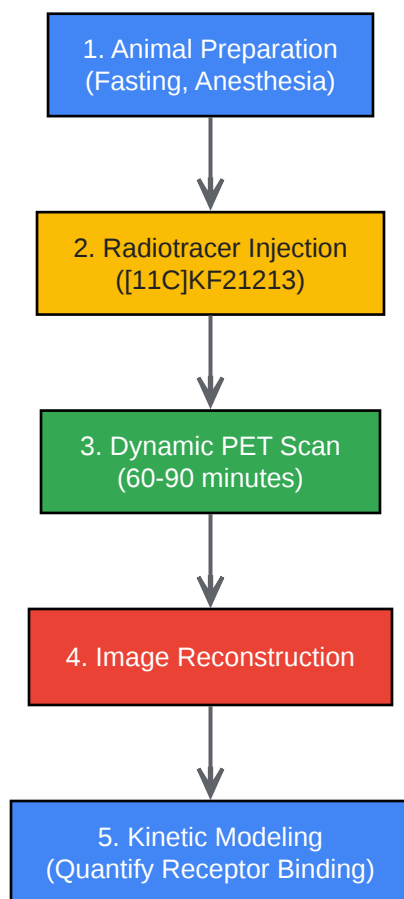 1. Animal Preparation
(Fasting, Anesthesia)
2. Radiotracer Injection
([11C]KF21213)
3. Dynamic PET Scan
(60-90 minutes)
4. Image Reconstruction
5. Kinetic Modeling
(Quantify Receptor Binding)